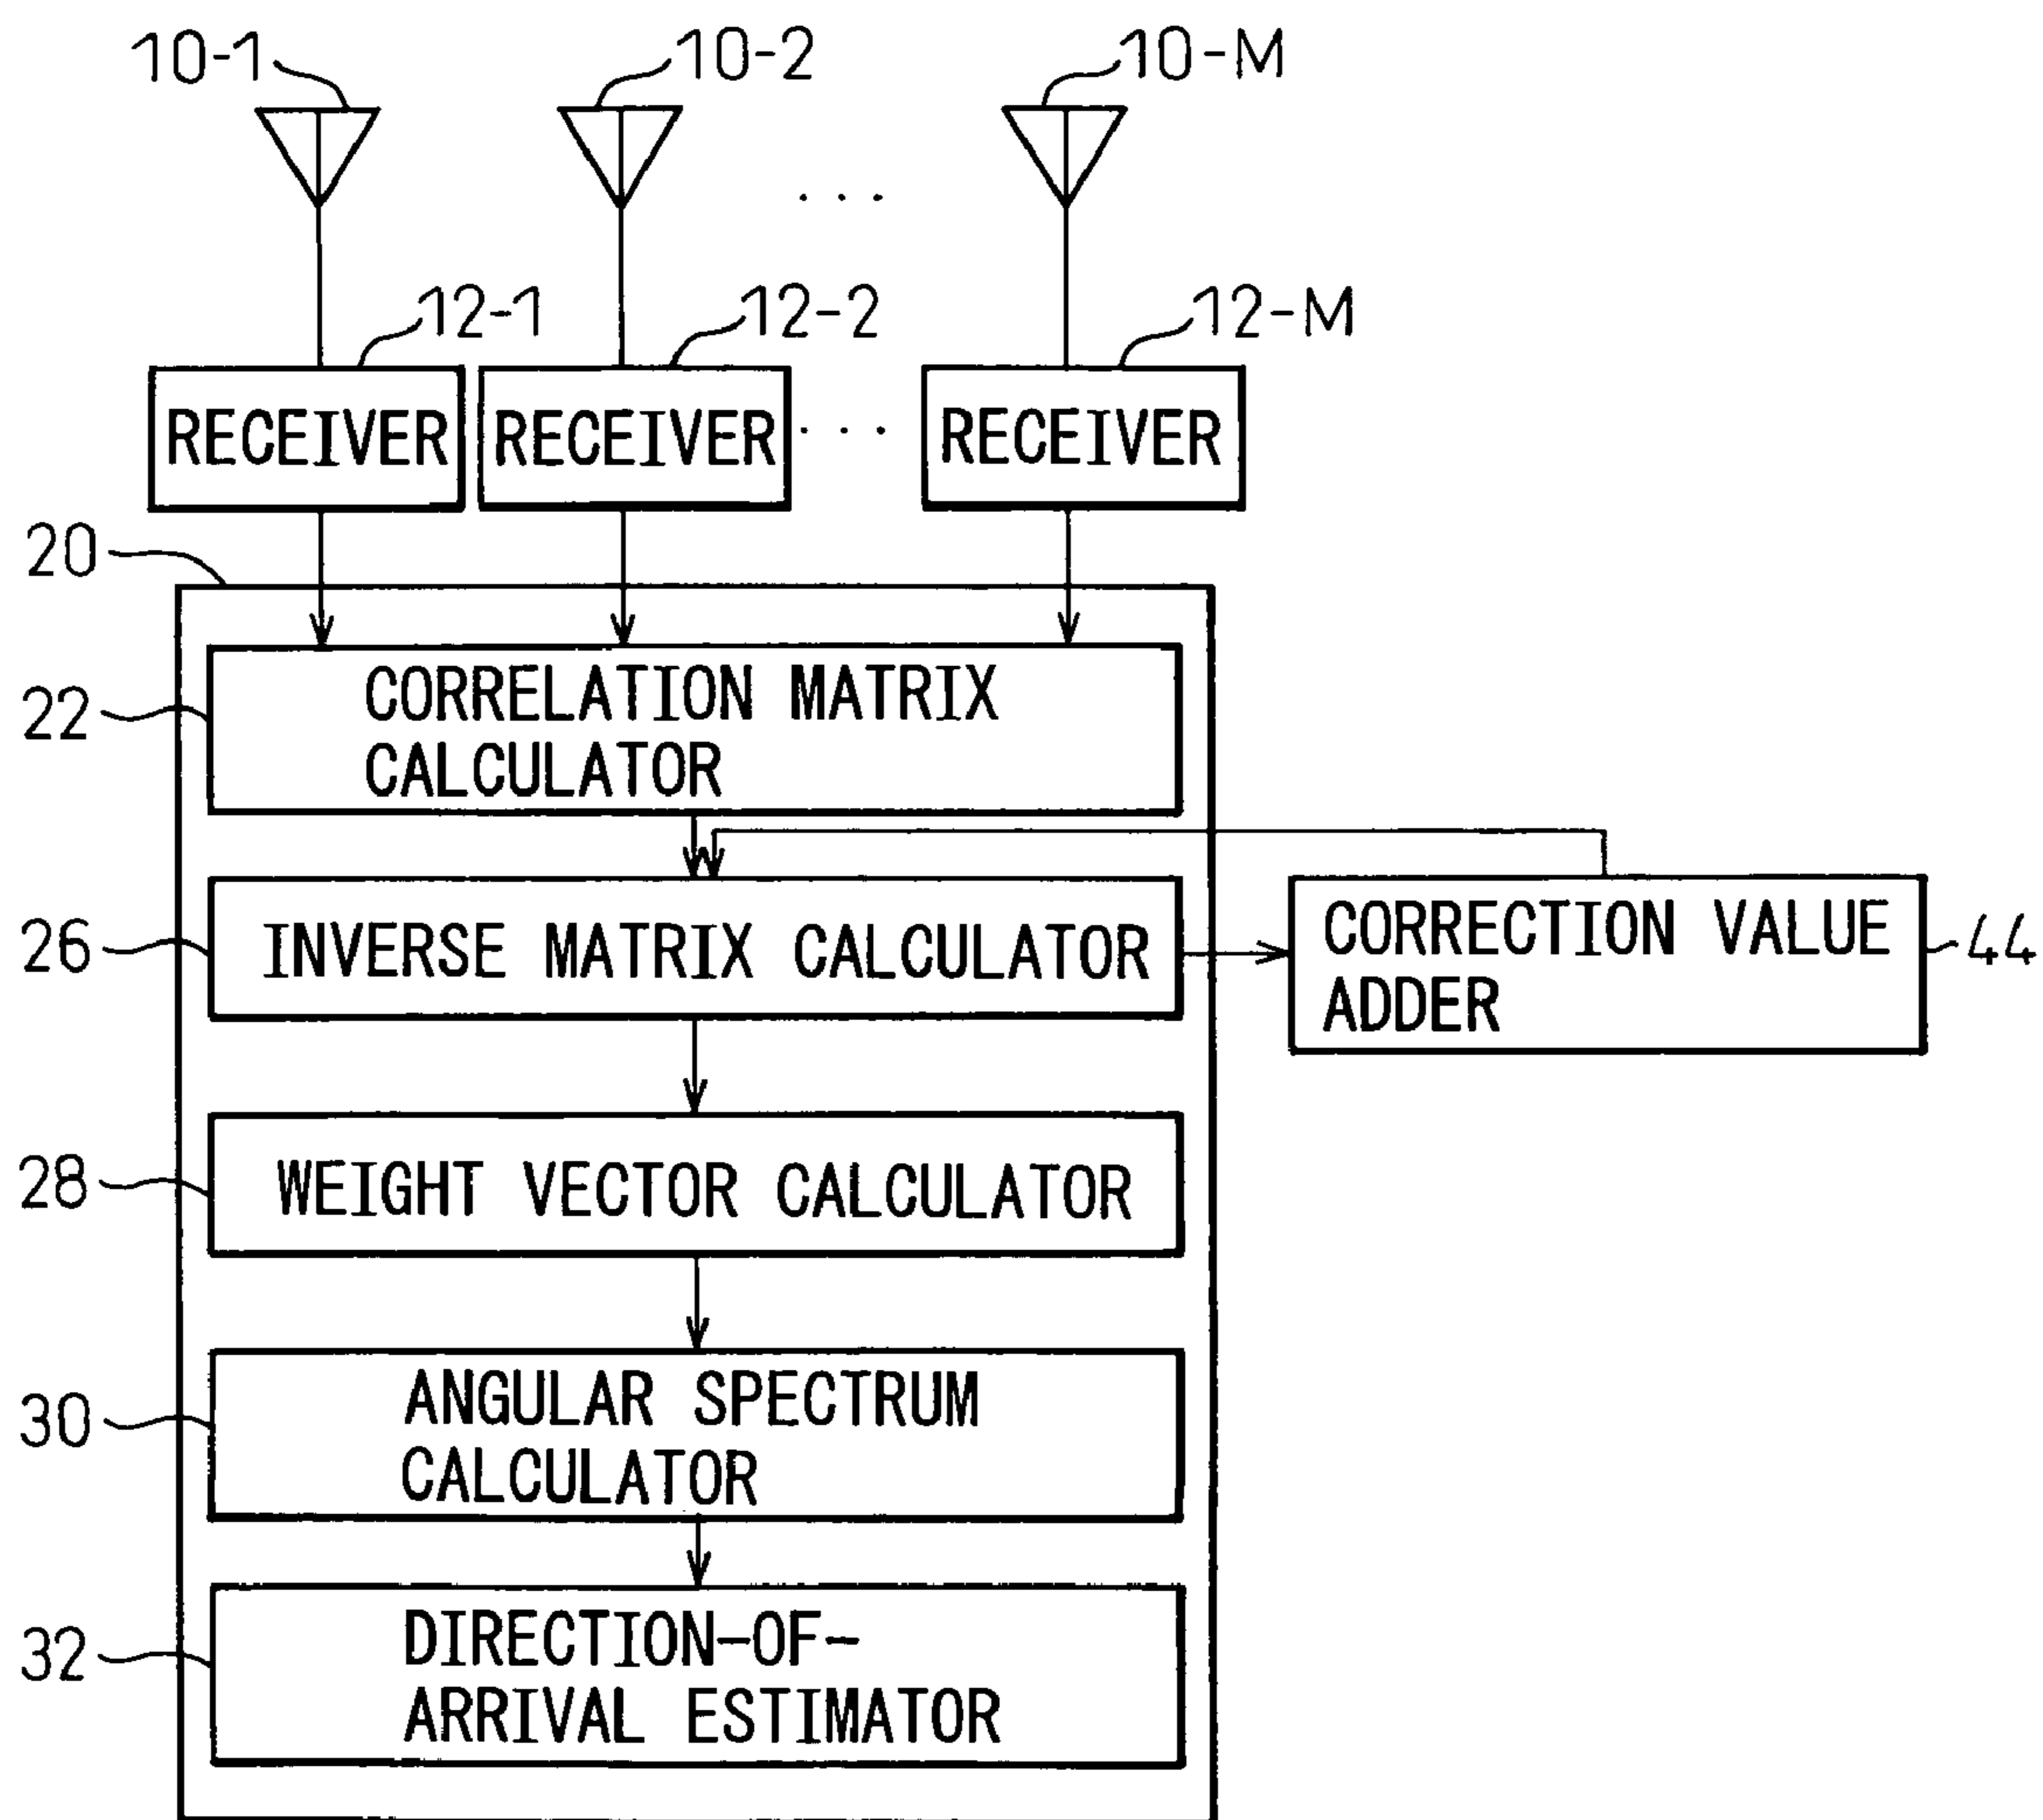 10-1
10-2
10-M
12-1
12-2
12-M
RECEIVER
RECEIVER
RECEIVER
20
22
CORRELATION MATRIX
CALCULATOR
26
INVERSE MATRIX CALCULATOR
CORRECTION VALUE
ADDER
44
28
WEIGHT VECTOR CALCULATOR
30
ANGULAR SPECTRUM
CALCULATOR
32
DIRECTION-OF-
ARRIVAL ESTIMATOR